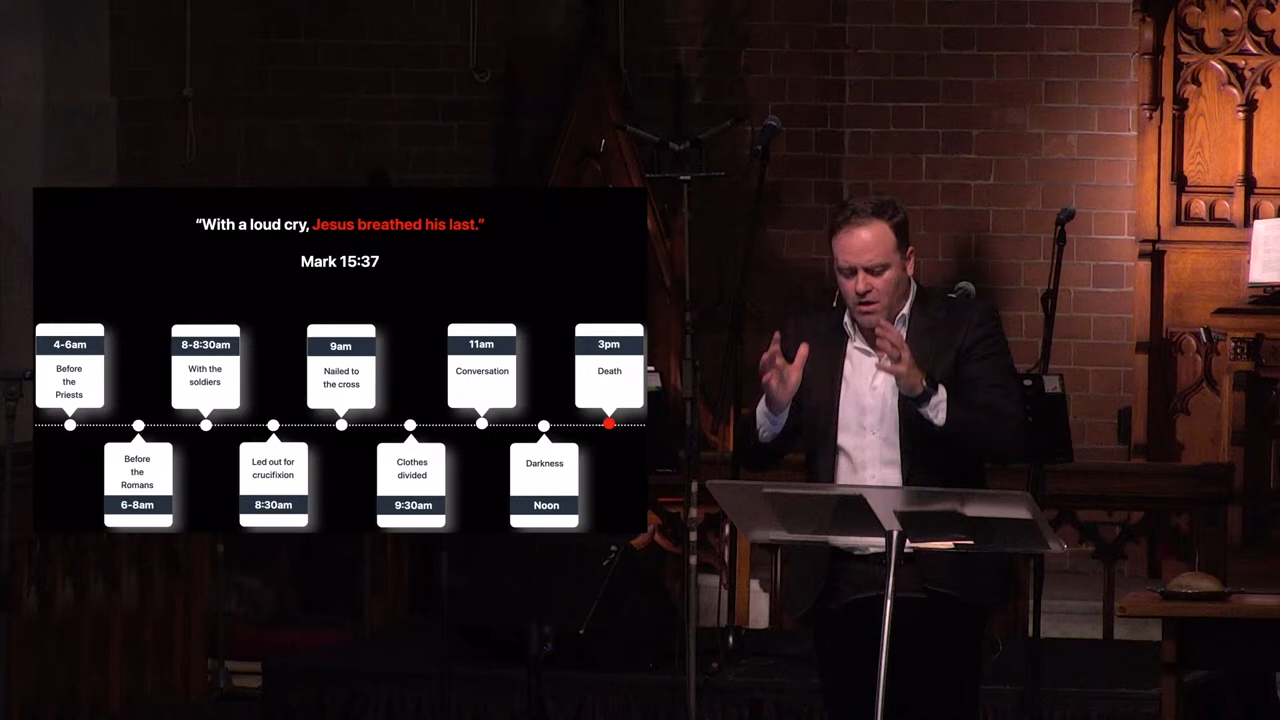 “With a loud cry, Jesus breathed his last.”
Mark 15:37
4-6am
Before
the
Priests
8-8:30am
With the
soldiers
9am
Nailed to
the cross
11am
Conversation
3pm
Death
Before
the
Romans
6-8am
Led out for
crucifixion
8:30am
Clothes
divided
9:30am
Darkness
Noon